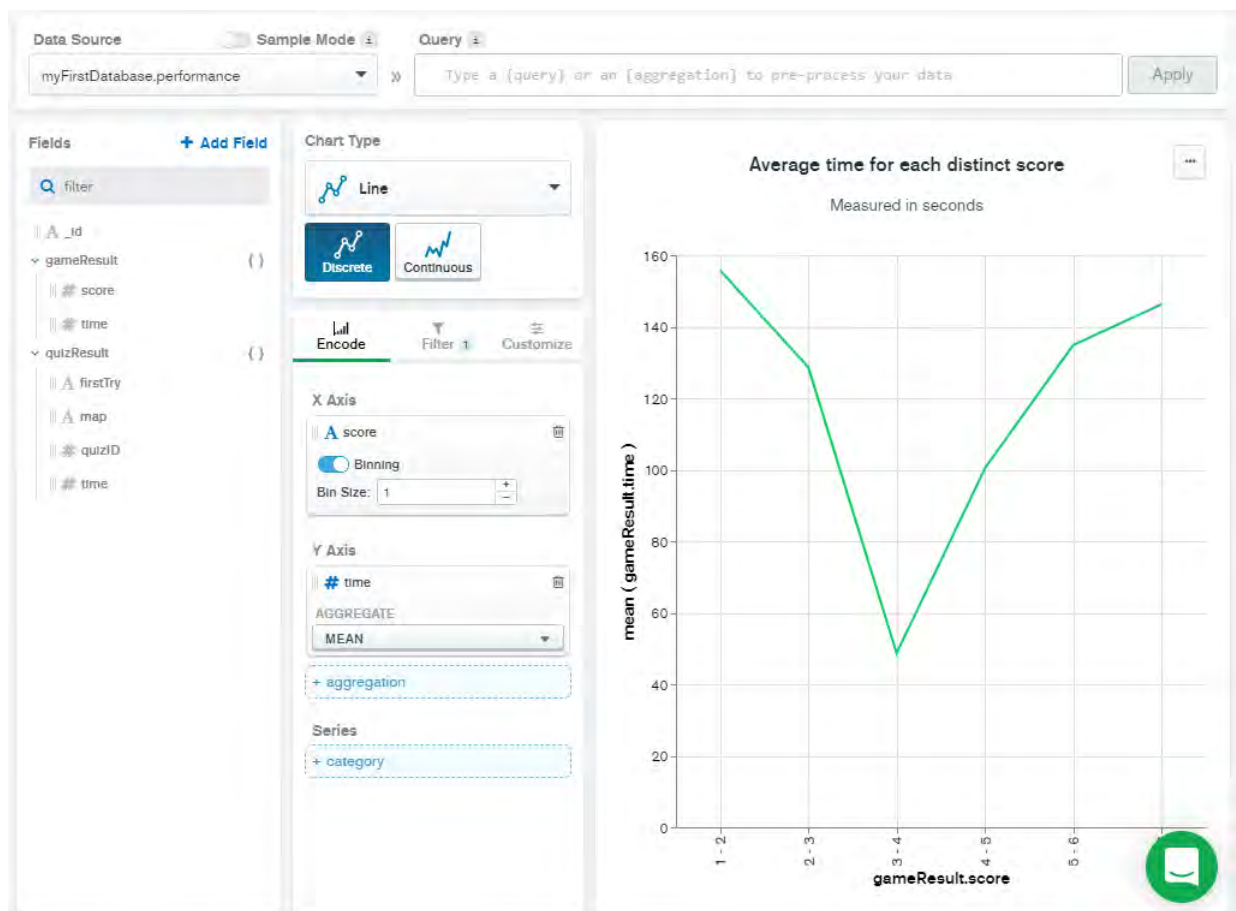 Data Source
Sample Mode i
Query i
myFirstDatabase.performance
»
Type a {query} or an [aggregation] to pre-process your data
Apply
Fields
+ Add Field
filter
A _id
gameResult { }
# score
# time
quizResult { }
A firstTry
A map
# quizID
# time
Chart Type
Line
Discrete
Continuous
Encode
Filter 1
Customize
X Axis
A score
Binning
Bin Size: 1
Y Axis
# time
AGGREGATE
MEAN
+ aggregation
Series
+ category
Average time for each distinct score
...
Measured in seconds
mean ( gameResult.time )
160
140
120
100
80
60
40
20
0
1 - 2
2 - 3
3 - 4
4 - 5
5 - 6
gameResult.score